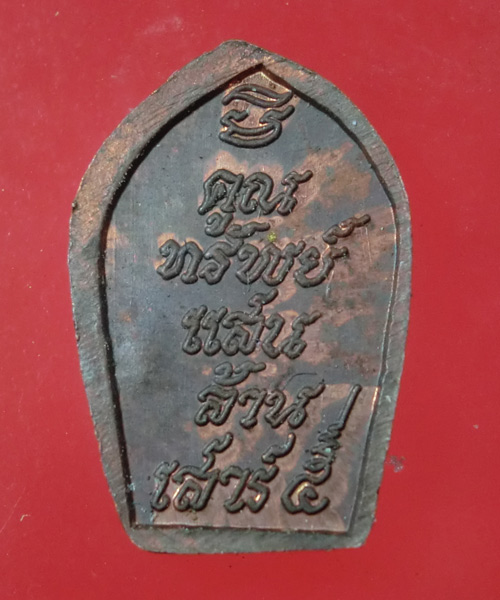 คูณ
ทรัพย์
แสน
ล้าน
เสาร์ ๕